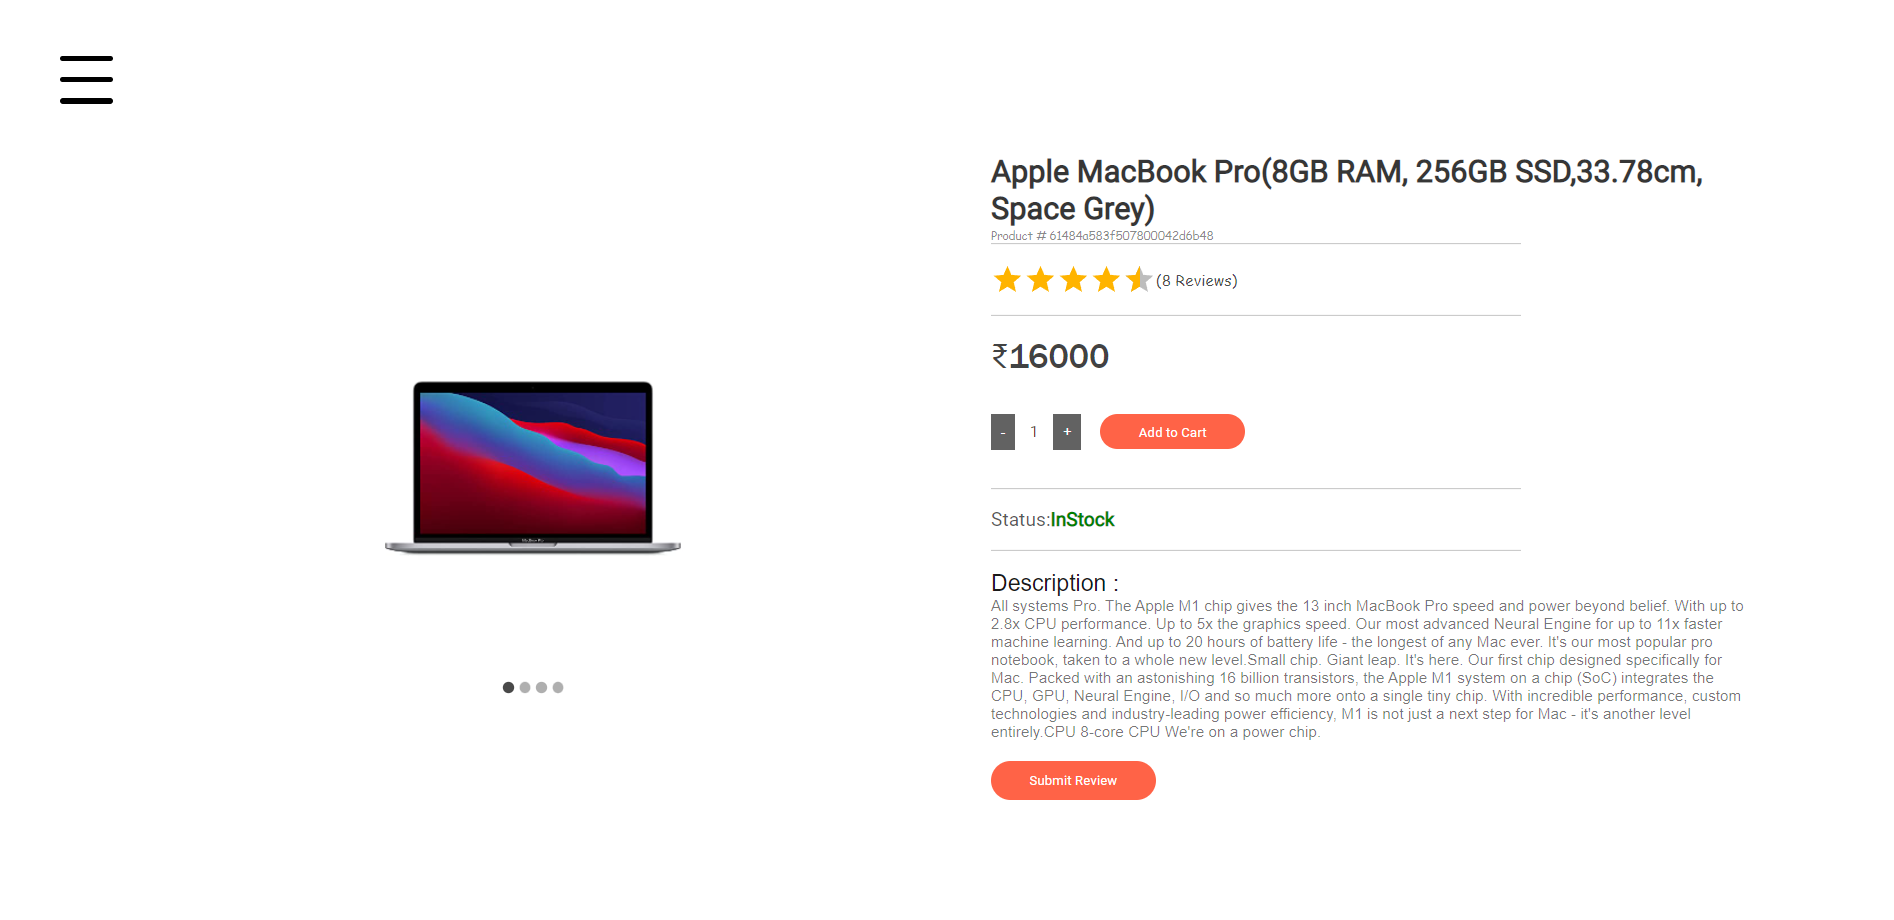 Apple MacBook Pro(8GB RAM, 256GB SSD,33.78cm,
Space Grey)
Product # 61484a583f507800042d6b48
(8 Reviews)
₹16000
- 1 + Add to Cart
Status:InStock
Description :
All systems Pro. The Apple M1 chip gives the 13 inch MacBook Pro speed and power beyond belief. With up to
2.8x CPU performance. Up to 5x the graphics speed. Our most advanced Neural Engine for up to 11x faster
machine learning. And up to 20 hours of battery life - the longest of any Mac ever. It's our most popular pro
notebook, taken to a whole new level.Small chip. Giant leap. It's here. Our first chip designed specifically for
Mac. Packed with an astonishing 16 billion transistors, the Apple M1 system on a chip (SoC) integrates the
CPU, GPU, Neural Engine, I/O and so much more onto a single tiny chip. With incredible performance, custom
technologies and industry-leading power efficiency, M1 is not just a next step for Mac - it's another level
entirely.CPU 8-core CPU We're on a power chip.
Submit Review
MacBook Pro